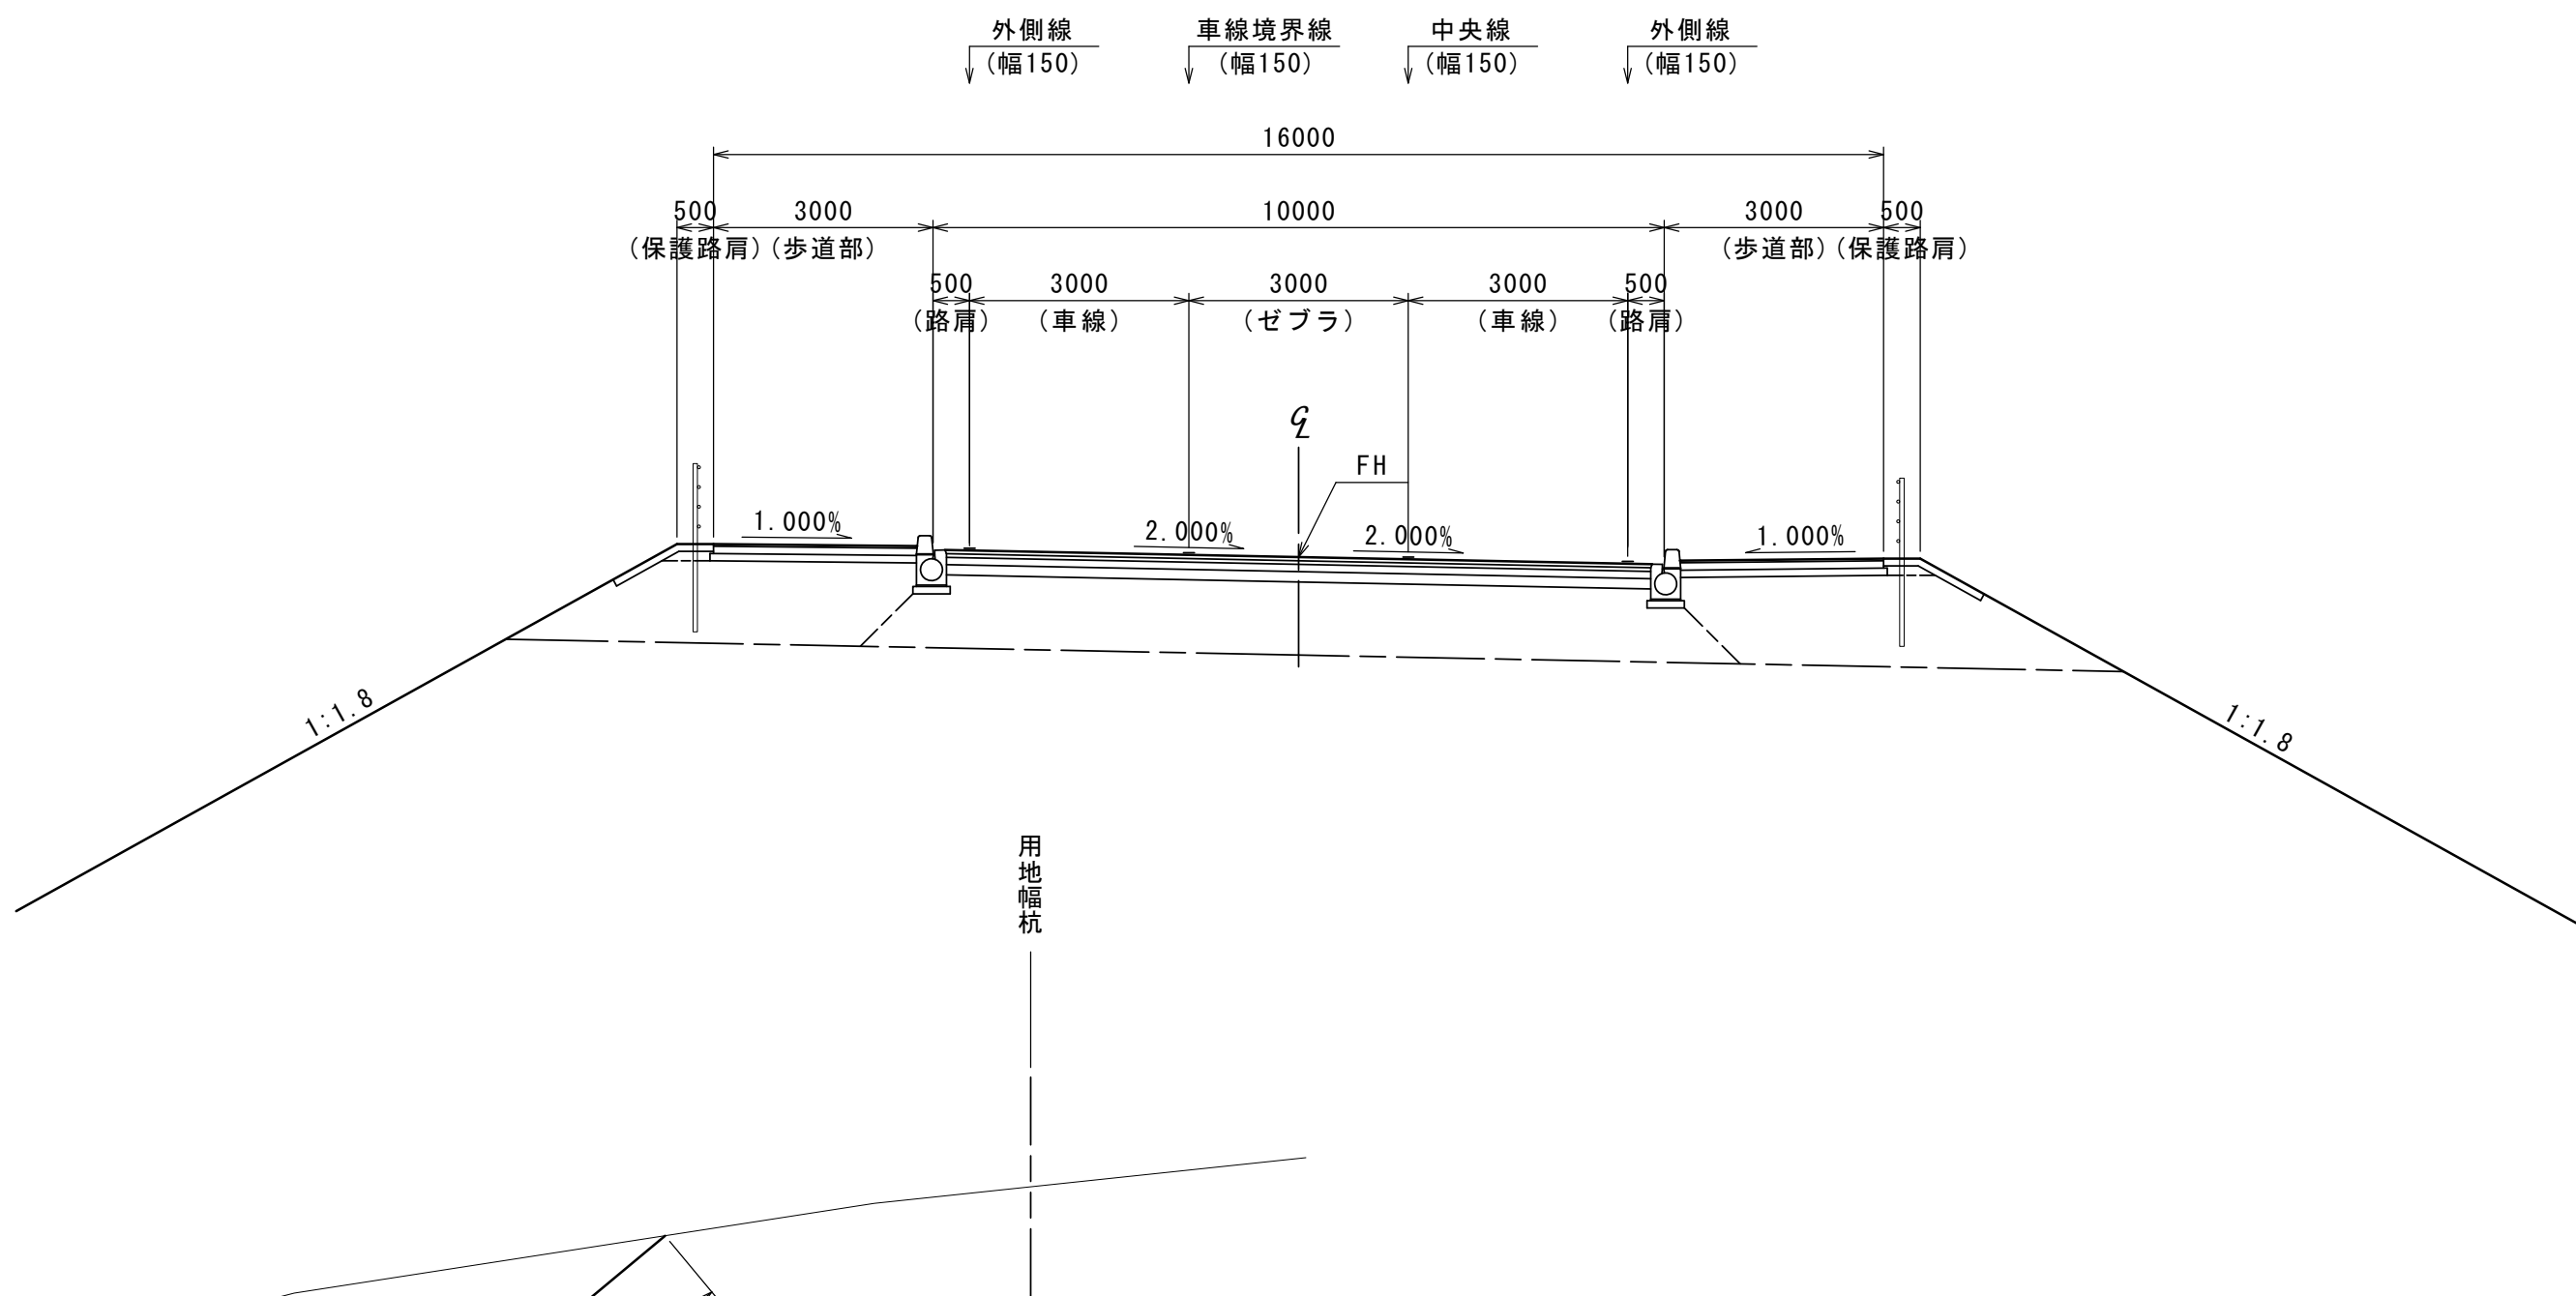 外側線
(幅150)
車線境界線
(幅150)
中央線
(幅150)
外側線
(幅150)
16000
500
3000
10000
3000
500
(保護路肩)
(歩道部)
(歩道部)
(保護路肩)
500
3000
3000
3000
500
(路肩)
(車線)
(ゼブラ)
(車線)
(路肩)
℄
FH
1.000%
2.000%
2.000%
1.000%
1:1.8
1:1.8
用地幅杭